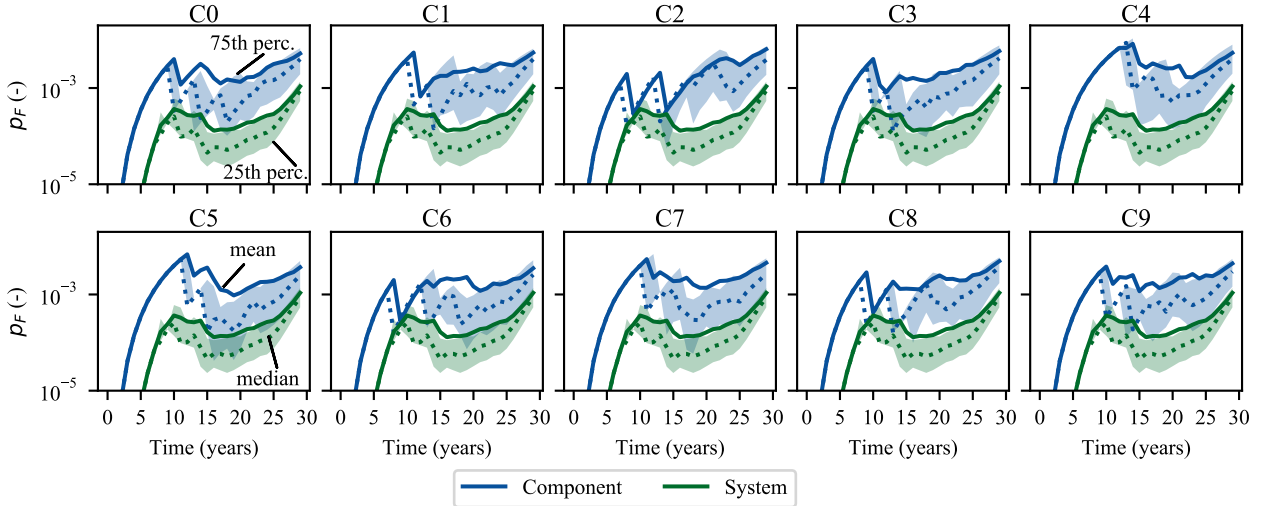 C0 C1 C2 C3 C4
75th perc.
10⁻³
p_F (-)
25th perc.
10⁻⁵
C5 C6 C7 C8 C9
mean
10⁻³
p_F (-)
median
10⁻⁵
0 5 10 15 20 25 30 0 5 10 15 20 25 30 0 5 10 15 20 25 30 0 5 10 15 20 25 30 0 5 10 15 20 25 30
Time (years) Time (years) Time (years) Time (years) Time (years)
Component System